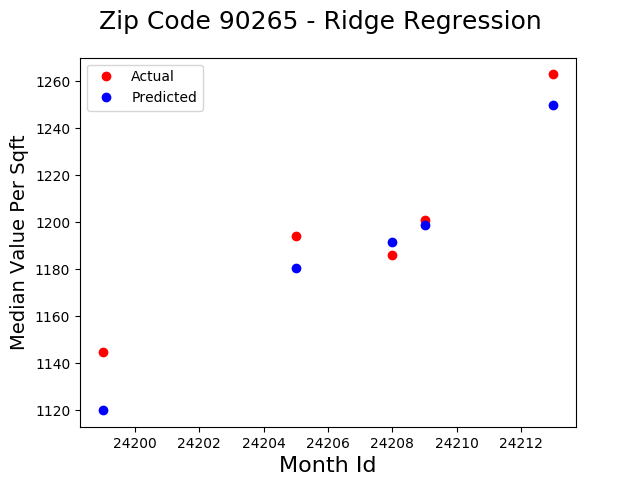 Zip Code 90265 - Ridge Regression
Actual
Predicted
Median Value Per Sqft
1260
1240
1220
1200
1180
1160
1140
1120
24200 24202 24204 24206 24208 24210 24212
Month Id